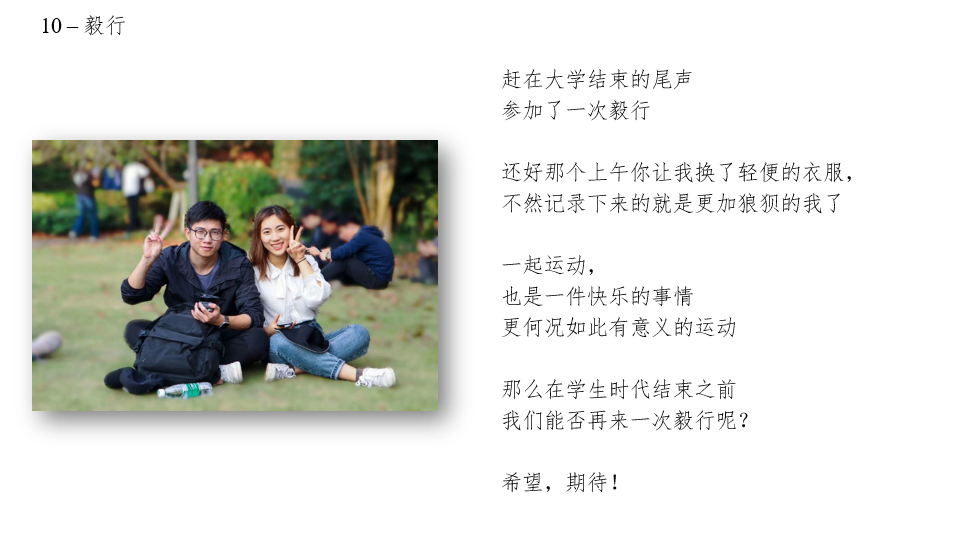 10 – 毅行
赶在大学结束的尾声
参加了一次毅行
还好那个上午你让我换了轻便的衣服，
不然记录下来的就是更加狼狈的我了
一起运动，
也是一件快乐的事情
更何况如此有意义的运动
那么在学生时代结束之前
我们能否再来一次毅行呢？
希望，期待！